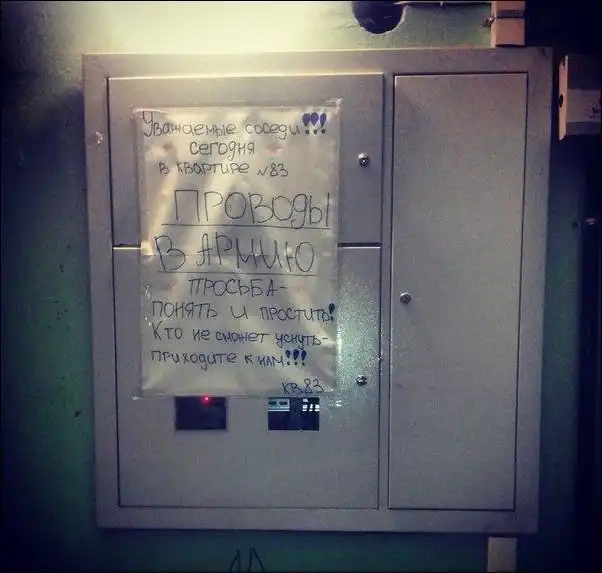 Уважаемые соседи!!!
сегодня
в квартире №83
ПРОВОДЫ
В АРМИЮ
ПРОСЬБА-
ПОНЯТЬ И ПРОСТИТЬ!
Кто не сможет уснуть-
приходите к нам!!!
кв.83